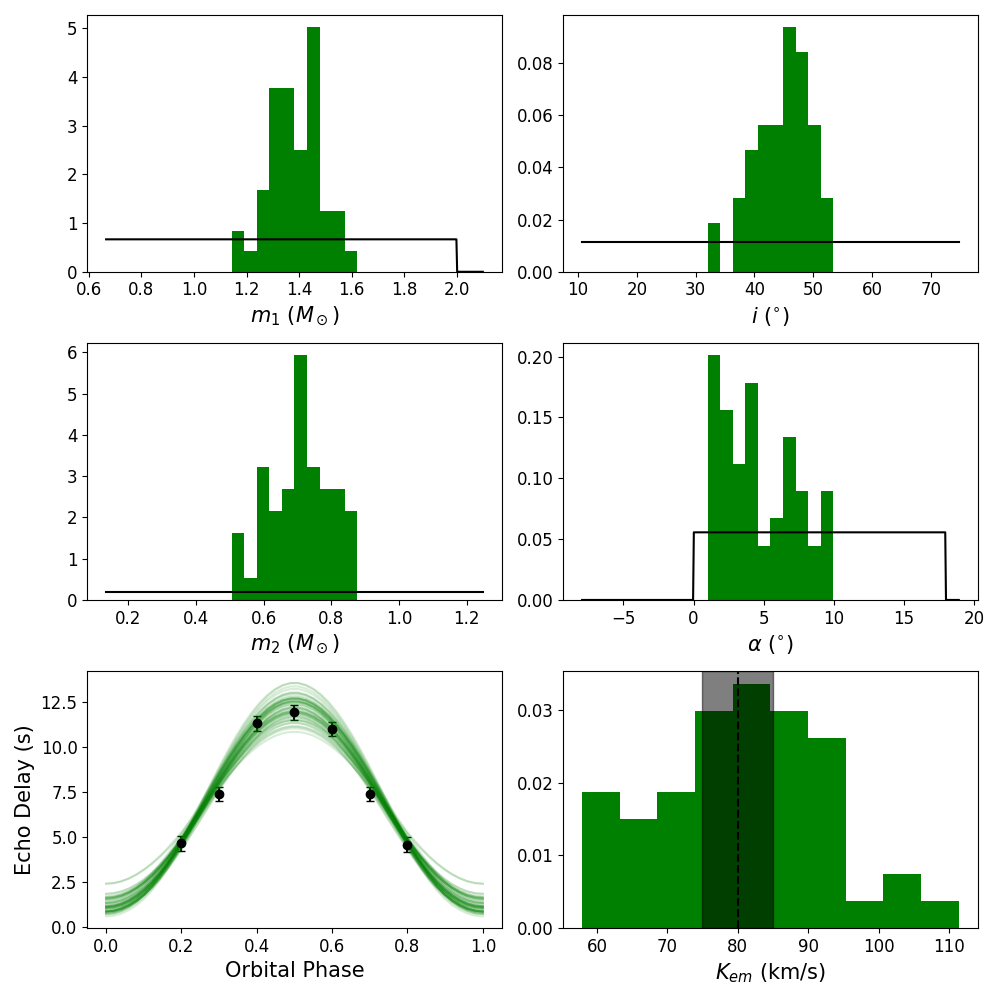 5
4
3
2
1
0
0.6 0.8 1.0 1.2 1.4 1.6 1.8 2.0
m₁ (M⊙)
0.08
0.06
0.04
0.02
0.00
10 20 30 40 50 60 70
i (°)
6
5
4
3
2
1
0
0.2 0.4 0.6 0.8 1.0 1.2
m₂ (M⊙)
0.20
0.15
0.10
0.05
0.00
−5 0 5 10 15 20
α (°)
Echo Delay (s)
12.5
10.0
7.5
5.0
2.5
0.0
0.0 0.2 0.4 0.6 0.8 1.0
Orbital Phase
0.03
0.02
0.01
0.00
60 70 80 90 100 110
Kₑₘ (km/s)